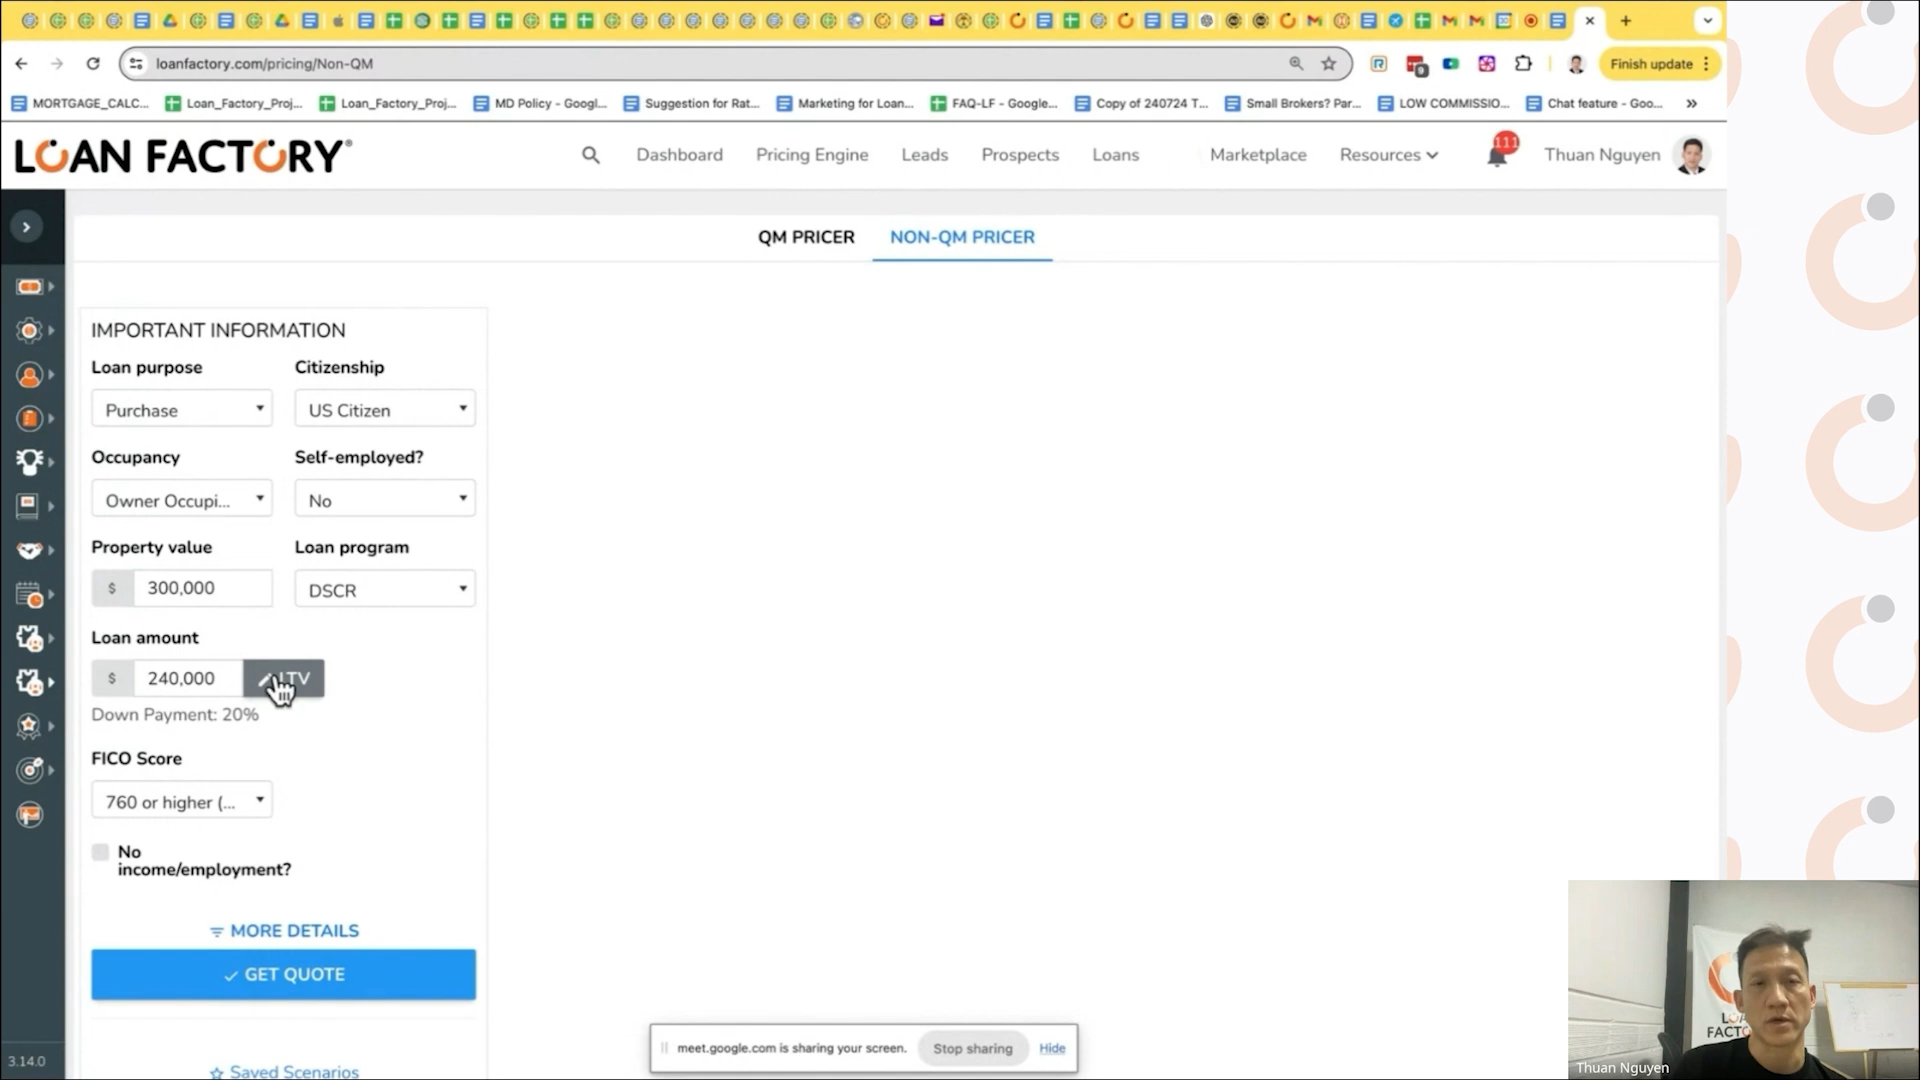 loanfactory.com/pricing/Non-QM
Finish update
MORTGAGE_CALC...
Loan_Factory_Proj...
Loan_Factory_Proj...
MD Policy - Googl...
Suggestion for Rat...
Marketing for Loan...
FAQ-LF - Google...
Copy of 240724 T...
Small Brokers? Par...
LOW COMMISSIO...
Chat feature - Goo...
»
LOAN FACTORY®
Dashboard
Pricing Engine
Leads
Prospects
Loans
Marketplace
Resources
111
Thuan Nguyen
QM PRICER
NON-QM PRICER
IMPORTANT INFORMATION
Loan purpose
Citizenship
Purchase
US Citizen
Occupancy
Self-employed?
Owner Occupi...
No
Property value
Loan program
$ 300,000
DSCR
Loan amount
$ 240,000
LTV
Down Payment: 20%
FICO Score
760 or higher (...
No
income/employment?
MORE DETAILS
GET QUOTE
Saved Scenarios
3.14.0
meet.google.com is sharing your screen.
Stop sharing
Hide
Thuan Nguyen